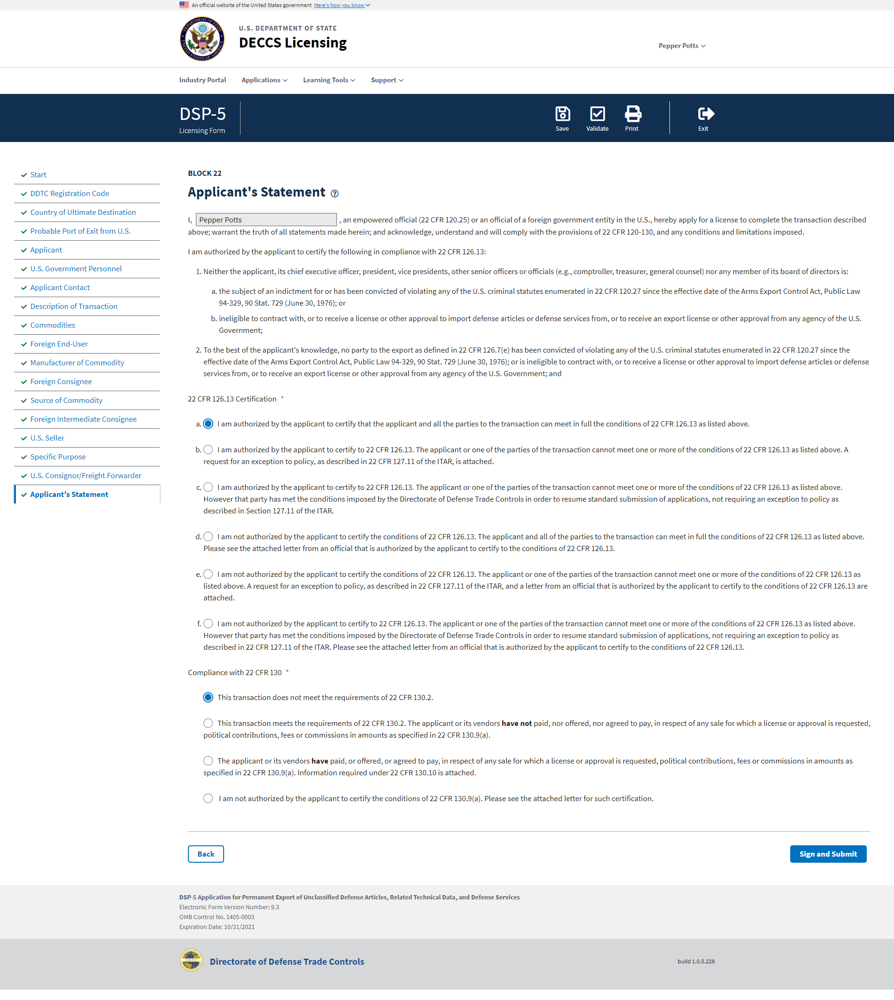 An official website of the United States government Here's how you know
U.S. DEPARTMENT OF STATE
DECCS Licensing
Pepper Potts
Industry Portal Applications Learning Tools Support
DSP-5
Licensing Form
Save Validate Print Exit
Start
DDTC Registration Code
Country of Ultimate Destination
Probable Port of Exit from U.S.
Applicant
U.S. Government Personnel
Applicant Contact
Description of Transaction
Commodities
Foreign End-User
Manufacturer of Commodity
Foreign Consignee
Source of Commodity
Foreign Intermediate Consignee
U.S. Seller
Specific Purpose
U.S. Consignor/Freight Forwarder
Applicant's Statement
BLOCK 22
Applicant's Statement
I, Pepper Potts , an empowered official (22 CFR 120.25) or an official of a foreign government entity in the U.S., hereby apply for a license to complete the transaction described
above; warrant the truth of all statements made herein; and acknowledge, understand and will comply with the provisions of 22 CFR 120-130, and any conditions and limitations imposed.
I am authorized by the applicant to certify the following in compliance with 22 CFR 126.13:
1. Neither the applicant, its chief executive officer, president, vice presidents, other senior officers or officials (e.g., comptroller, treasurer, general counsel) nor any member of its board of directors is:
a. the subject of an indictment for or has been convicted of violating any of the U.S. criminal statutes enumerated in 22 CFR 120.27 since the effective date of the Arms Export Control Act, Public Law
94-329, 90 Stat. 729 (June 30, 1976); or
b. ineligible to contract with, or to receive a license or other approval to import defense articles or defense services from, or to receive an export license or other approval from any agency of the U.S.
Government;
2. To the best of the applicant's knowledge, no party to the export as defined in 22 CFR 126.7(e) has been convicted of violating any of the U.S. criminal statutes enumerated in 22 CFR 120.27 since the
effective date of the Arms Export Control Act, Public Law 94-329, 90 Stat. 729 (June 30, 1976); or is ineligible to contract with, or to receive a license or other approval to import defense articles or defense
services from, or to receive an export license or other approval from any agency of the U.S. Government; and
22 CFR 126.13 Certification *
a. I am authorized by the applicant to certify that the applicant and all the parties to the transaction can meet in full the conditions of 22 CFR 126.13 as listed above.
b. I am authorized by the applicant to certify to 22 CFR 126.13. The applicant or one of the parties of the transaction cannot meet one or more of the conditions of 22 CFR 126.13 as listed above. A
request for an exception to policy, as described in 22 CFR 127.11 of the ITAR, is attached.
c. I am authorized by the applicant to certify to 22 CFR 126.13. The applicant or one of the parties of the transaction cannot meet one or more of the conditions of 22 CFR 126.13 as listed above.
However that party has met the conditions imposed by the Directorate of Defense Trade Controls in order to resume standard submission of applications, not requiring an exception to policy as
described in Section 127.11 of the ITAR.
d. I am not authorized by the applicant to certify the conditions of 22 CFR 126.13. The applicant and all of the parties to the transaction can meet in full the conditions of 22 CFR 126.13 as listed above.
Please see the attached letter from an official that is authorized by the applicant to certify to the conditions of 22 CFR 126.13.
e. I am not authorized by the applicant to certify the conditions of 22 CFR 126.13. The applicant or one of the parties of the transaction cannot meet one or more of the conditions of 22 CFR 126.13 as
listed above. A request for an exception to policy, as described in 22 CFR 127.11 of the ITAR, and a letter from an official that is authorized by the applicant to certify to the conditions of 22 CFR 126.13 are
attached.
f. I am not authorized by the applicant to certify to 22 CFR 126.13. The applicant or one of the parties of the transaction cannot meet one or more of the conditions of 22 CFR 126.13 as listed above.
However that party has met the conditions imposed by the Directorate of Defense Trade Controls in order to resume standard submission of applications, not requiring an exception to policy as
described in 22 CFR 127.11 of the ITAR. Please see the attached letter from an official that is authorized by the applicant to certify to the conditions of 22 CFR 126.13.
Compliance with 22 CFR 130 *
This transaction does not meet the requirements of 22 CFR 130.2.
This transaction meets the requirements of 22 CFR 130.2. The applicant or its vendors have not paid, nor offered, nor agreed to pay, in respect of any sale for which a license or approval is requested,
political contributions, fees or commissions in amounts as specified in 22 CFR 130.9(a).
The applicant or its vendors have paid, or offered, or agreed to pay, in respect of any sale for which a license or approval is requested, political contributions, fees or commissions in amounts as
specified in 22 CFR 130.9(a). Information required under 22 CFR 130.10 is attached.
I am not authorized by the applicant to certify the conditions of 22 CFR 130.9(a). Please see the attached letter for such certification.
Back
Sign and Submit
DSP-5 Application for Permanent Export of Unclassified Defense Articles, Related Technical Data, and Defense Services
Electronic Form Version Number: 9.3
OMB Control No. 1405-0003
Expiration Date: 10/31/2021
Directorate of Defense Trade Controls
build 1.0.5.228